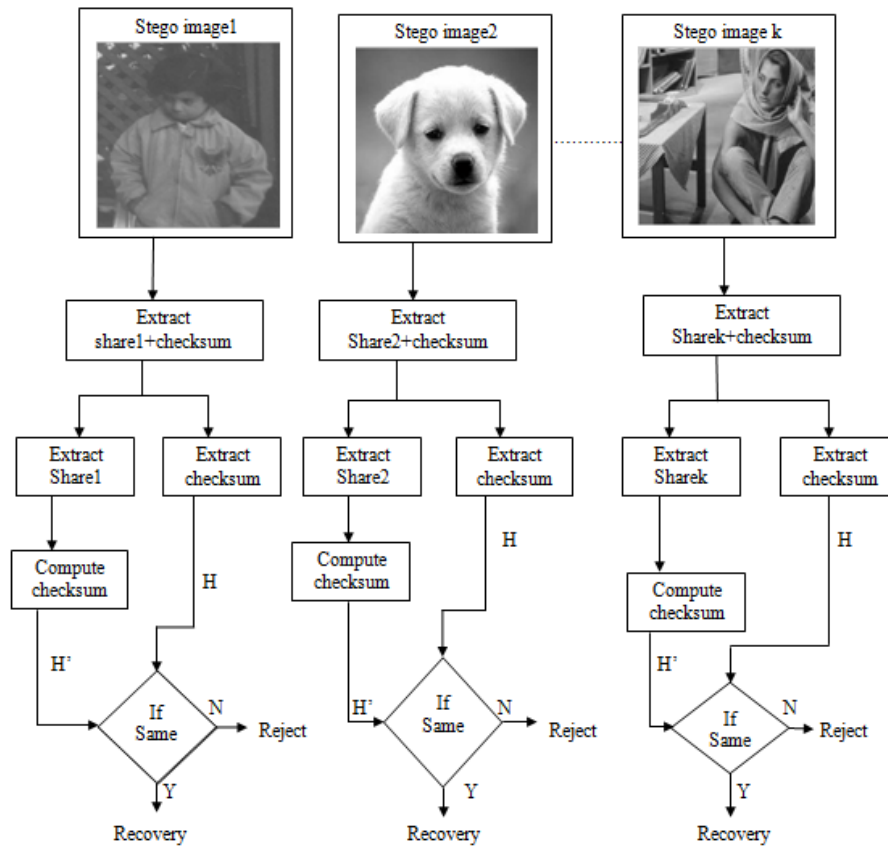 Stego image1
Stego image2
Stego image k
Extract
share1+checksum
Extract
Share2+checksum
Extract
Sharek+checksum
Extract
Share1
Extract
checksum
Extract
Share2
Extract
checksum
Extract
Sharek
Extract
checksum
Compute
checksum
H
Compute
checksum
H
Compute
checksum
H
H’
If
Same
N
Reject
Y
Recovery
H’
If
Same
N
Reject
Y
Recovery
H’
If
Same
N
Reject
Y
Recovery